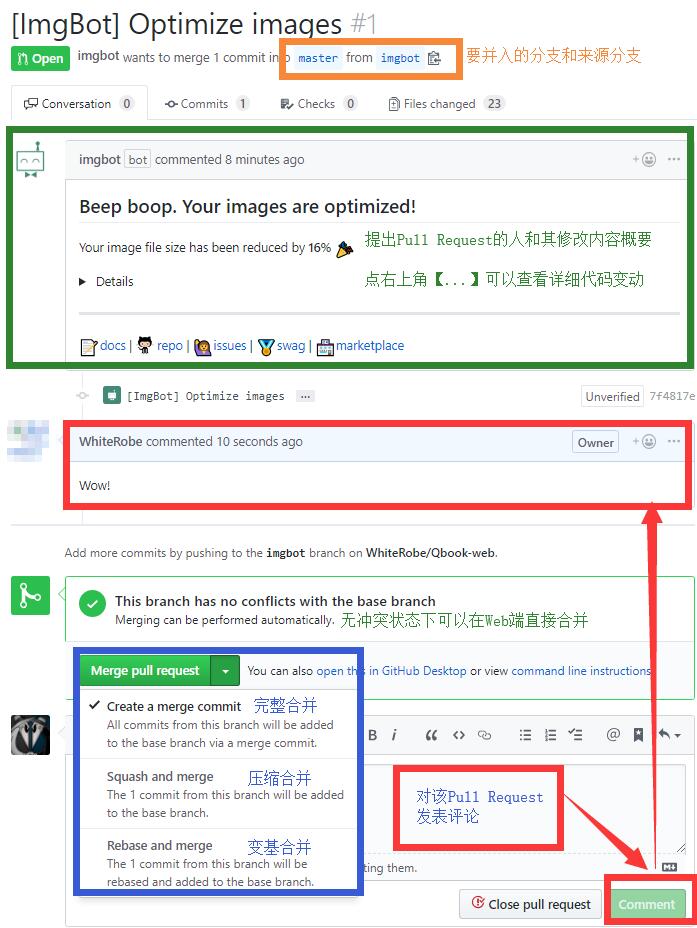 [ImgBot] Optimize images #1
Open imgbot wants to merge 1 commit into master from imgbot 要并入的分支和来源分支
Conversation 0 Commits 1 Checks 0 Files changed 23
imgbot bot commented 8 minutes ago
Beep boop. Your images are optimized!
Your image file size has been reduced by 16% 提出Pull Request的人和其修改内容概要
Details 点右上角【...】可以查看详细代码变动
docs | repo | issues | swag | marketplace
[ImgBot] Optimize images ... Unverified 7f4817e
WhiteRobe commented 10 seconds ago Owner
Wow!
Add more commits by pushing to the imgbot branch on WhiteRobe/Qbook-web.
This branch has no conflicts with the base branch
Merging can be performed automatically. 无冲突状态下可以在Web端直接合并
Merge pull request You can also open this in GitHub Desktop or view command line instructions.
Create a merge commit 完整合并
All commits from this branch will be added
to the base branch via a merge commit.
Squash and merge 压缩合并
The 1 commit from this branch will be added
to the base branch.
Rebase and merge 变基合并
The 1 commit from this branch will be
rebased and added to the base branch.
B i
对该Pull Request
发表评论
them.
Close pull request Comment